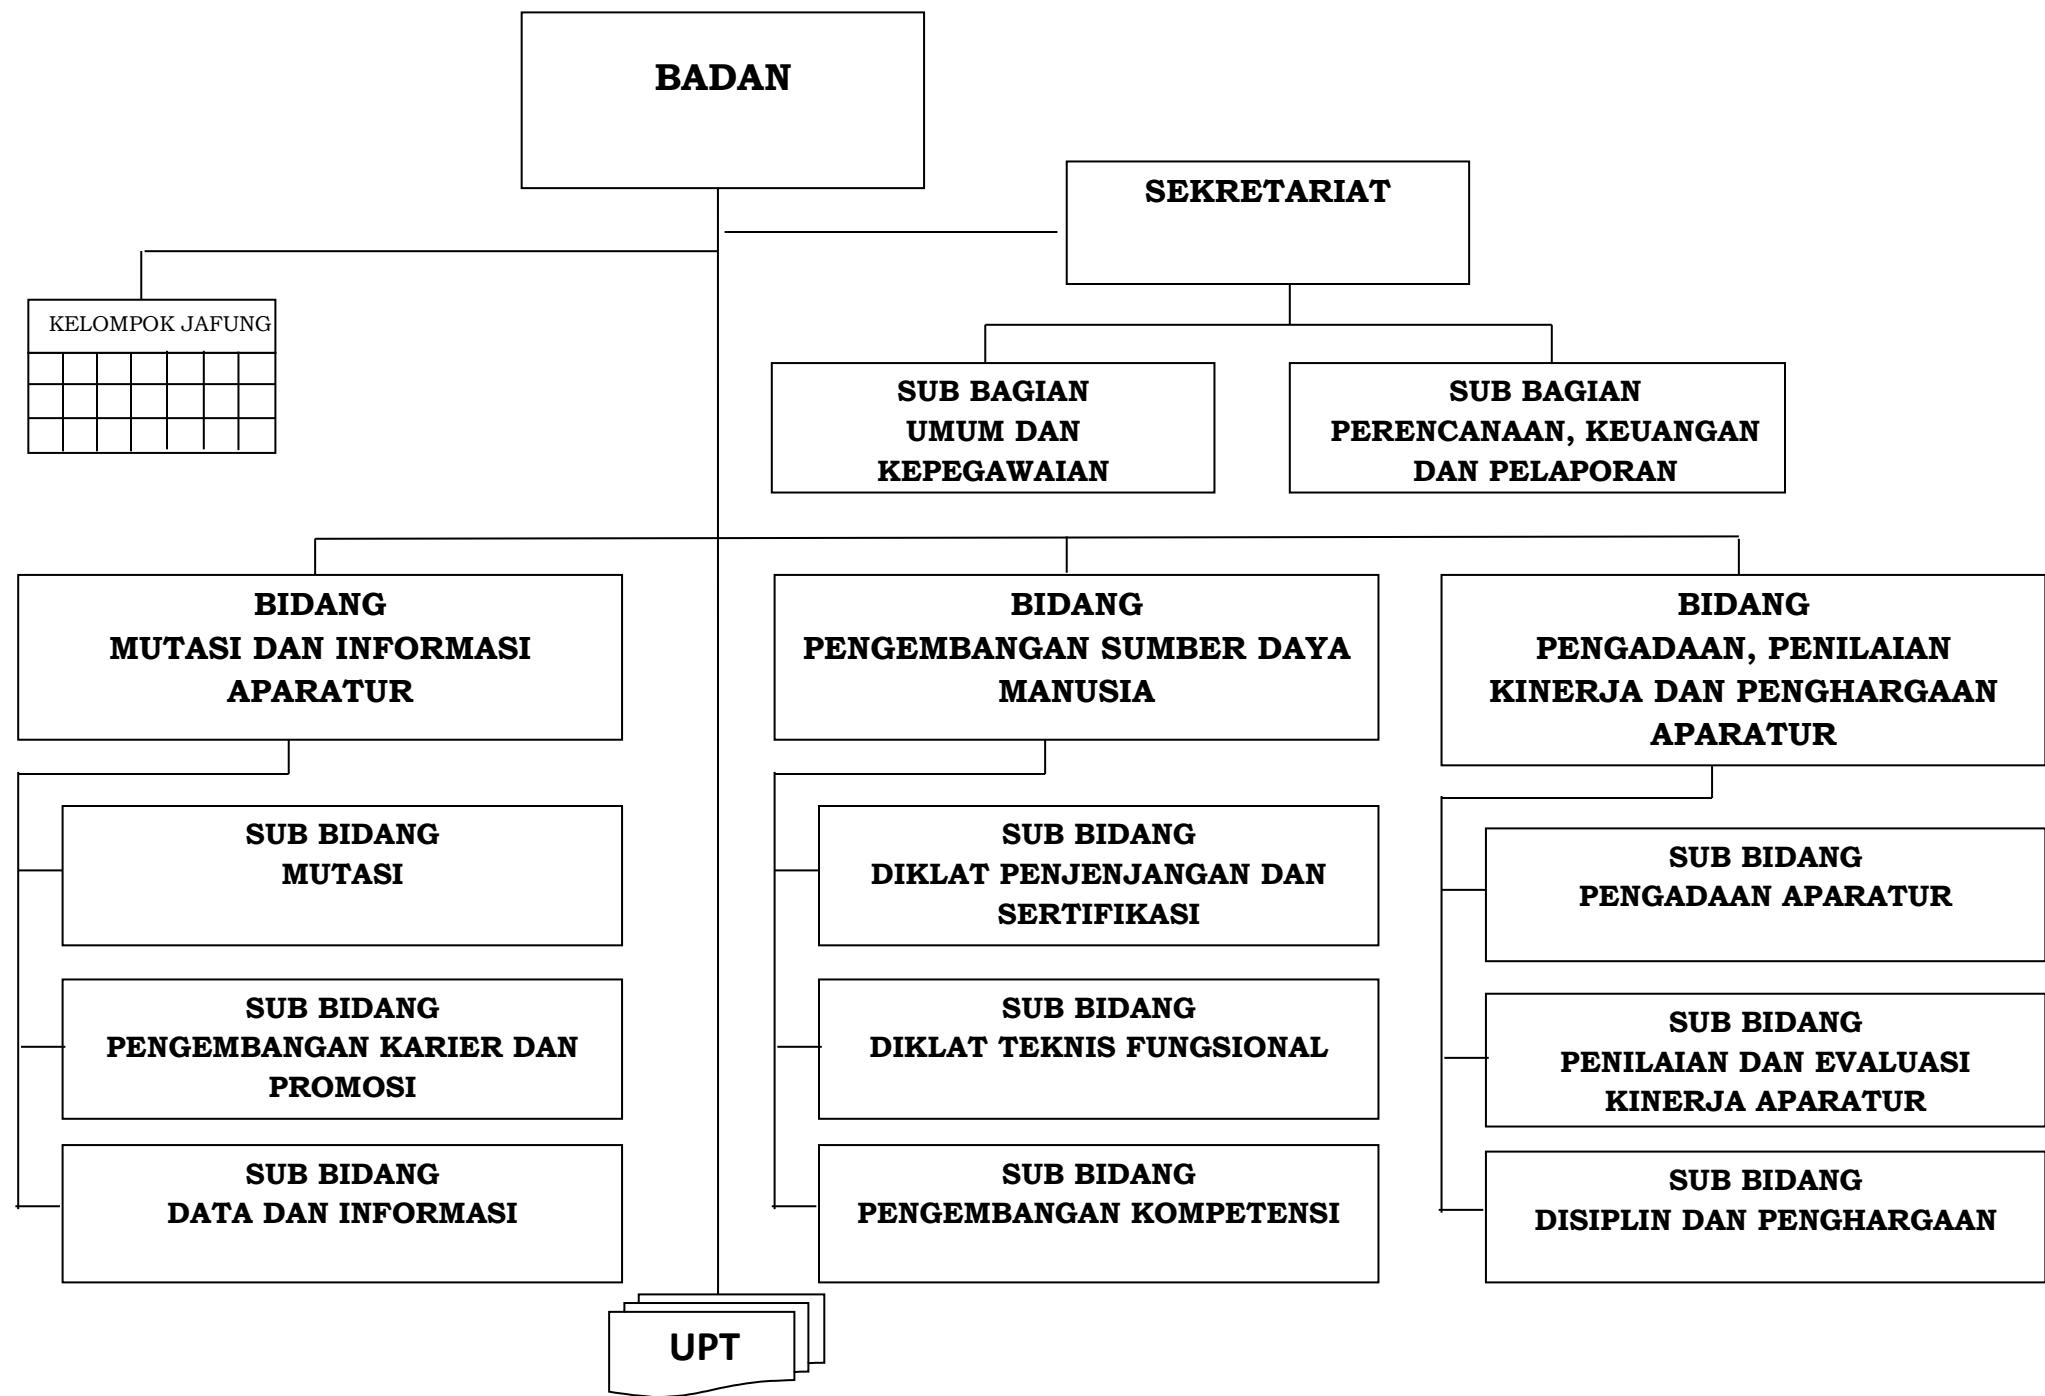 BADAN
SEKRETARIAT
KELOMPOK JAFUNG
SUB BAGIAN
UMUM DAN
KEPEGAWAIAN
SUB BAGIAN
PERENCANAAN, KEUANGAN
DAN PELAPORAN
BIDANG
MUTASI DAN INFORMASI
APARATUR
BIDANG
PENGEMBANGAN SUMBER DAYA
MANUSIA
BIDANG
PENGADAAN, PENILAIAN
KINERJA DAN PENGHARGAAN
APARATUR
SUB BIDANG
MUTASI
SUB BIDANG
DIKLAT PENJENJANGAN DAN
SERTIFIKASI
SUB BIDANG
PENGADAAN APARATUR
SUB BIDANG
PENGEMBANGAN KARIER DAN
PROMOSI
SUB BIDANG
DIKLAT TEKNIS FUNGSIONAL
SUB BIDANG
PENILAIAN DAN EVALUASI
KINERJA APARATUR
SUB BIDANG
DATA DAN INFORMASI
SUB BIDANG
PENGEMBANGAN KOMPETENSI
SUB BIDANG
DISIPLIN DAN PENGHARGAAN
UPT